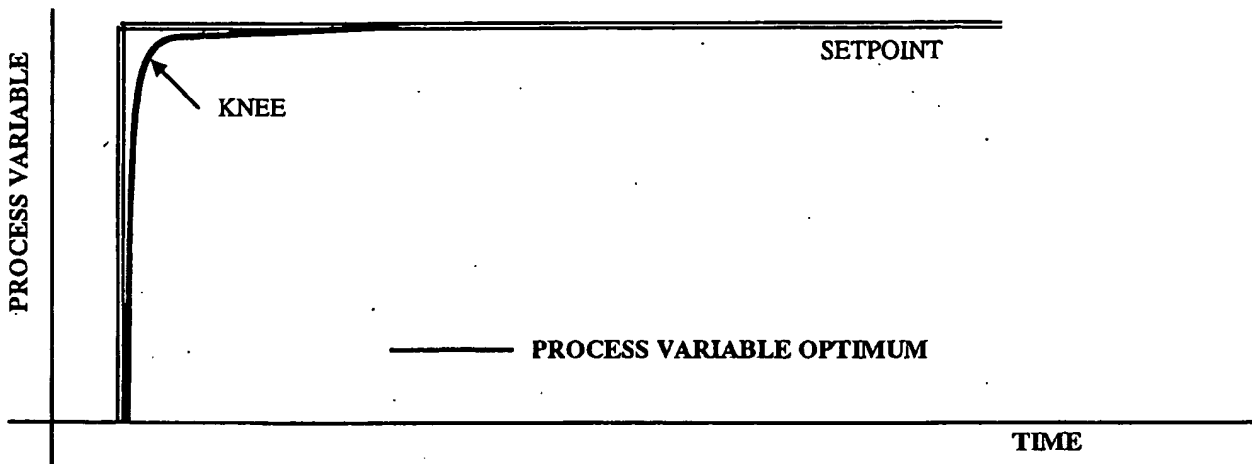 SETPOINT
KNEE
PROCESS VARIABLE
PROCESS VARIABLE OPTIMUM
TIME